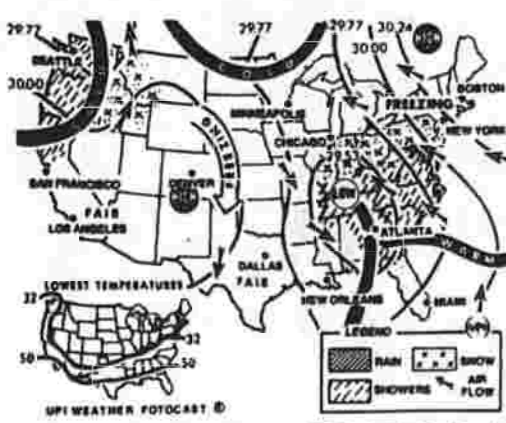 29.77
29.77
29.77
30.24
30.00
30.00
HIGH
SEATTLE
COLD
BOSTON
FREEZING
MINNEAPOLIS
NEW YORK
CHICAGO
FREEZING
SAN FRANCISCO
DENVER
HIGH
LOW
FAIR
LOS ANGELES
ATLANTA
WARM
DALLAS
FAIR
LOWEST TEMPERATURES
NEW ORLEANS
MIAMI
32
32
50
50
LEGEND
RAIN
SNOW
SHOWERS
AIR
FLOW
UPI WEATHER FOTOCAST ©